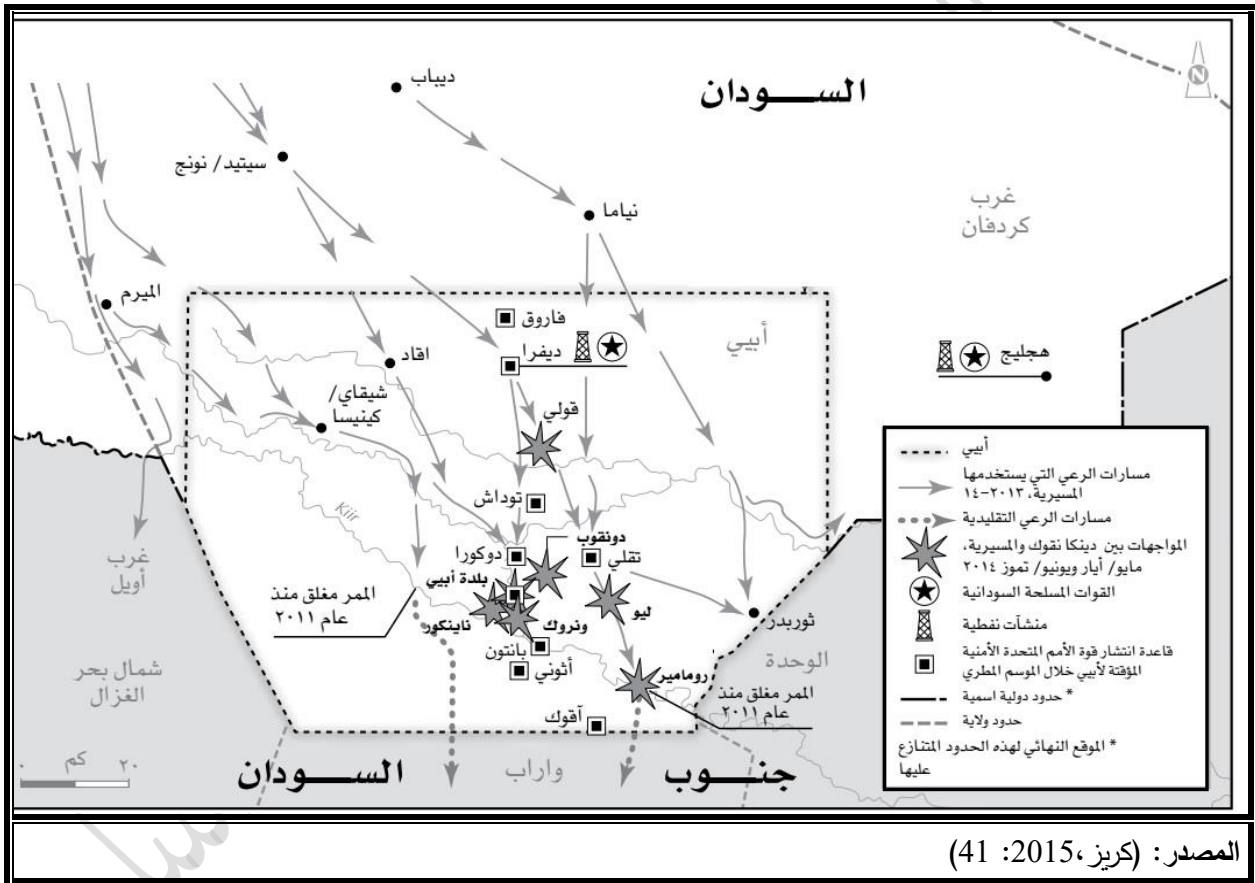 السودان
N
ديباب
سيتيد/ نونج
نياما
غرب
كردفان
الميرم
فاروق
أبيي
ديفرا
اقاد
هجليج
شيقاي/
كينيسا
قولي
توداش
Kiir
دونقوب
دوكورا
تقلي
غرب
أويل
بلدة أبيي
الممر مغلق منذ
عام ٢٠١١
ناينكور
ونروك
ليو
ثوربدر
بانتون
أثوني
الوحدة
شمال بحر
الغزال
رومامير
الممر مغلق منذ
عام ٢٠١١
آقوك
٠ كم ٢٠
واراب
جنوب السودان
أبيي
مسارات الرعي التي يستخدمها
المسيرية، ٢٠١٣-١٤
مسارات الرعي التقليدية
المواجهات بين دينكا نقوك والمسيرية،
مايو/ أيار ويونيو/ تموز ٢٠١٤
القوات المسلحة السودانية
منشآت نفطية
قاعدة انتشار قوة الأمم المتحدة الأمنية
المؤقتة لأبيي خلال الموسم المطري
* حدود دولية اسمية
حدود ولاية
* الموقع النهائي لهذه الحدود المتنازع
عليها
المصدر: (كريز،2015: 41)